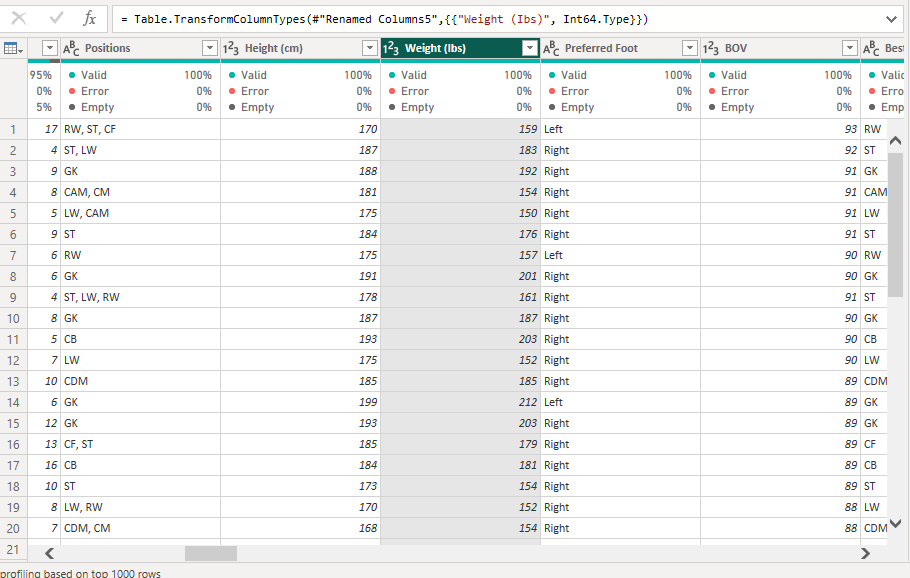 fx = Table.TransformColumnTypes(#"Renamed Columns5",{{"Weight (Ibs)", Int64.Type}})
ABC Positions 123 Height (cm) 123 Weight (Ibs) ABC Preferred Foot 123 BOV ABC Best
95% Valid 100% Valid 100% Valid 100% Valid 100% Valid 100% Valid
0% Error 0% Error 0% Error 0% Error 0% Error 0% Erro
5% Empty 0% Empty 0% Empty 0% Empty 0% Empty 0% Emp
1 17 RW, ST, CF 170 159 Left 93 RW
2 4 ST, LW 187 183 Right 92 ST
3 9 GK 188 192 Right 91 GK
4 8 CAM, CM 181 154 Right 91 CAM
5 5 LW, CAM 175 150 Right 91 LW
6 9 ST 184 176 Right 91 ST
7 6 RW 175 157 Left 90 RW
8 6 GK 191 201 Right 90 GK
9 4 ST, LW, RW 178 161 Right 91 ST
10 8 GK 187 187 Right 90 GK
11 5 CB 193 203 Right 90 CB
12 7 LW 175 152 Right 90 LW
13 10 CDM 185 185 Right 89 CDM
14 6 GK 199 212 Left 89 GK
15 12 GK 193 203 Right 89 GK
16 13 CF, ST 185 179 Right 89 CF
17 16 CB 184 181 Right 89 CB
18 10 ST 173 154 Right 89 ST
19 8 LW, RW 170 152 Right 88 LW
20 7 CDM, CM 168 154 Right 88 CDM
21
profiling based on top 1000 rows